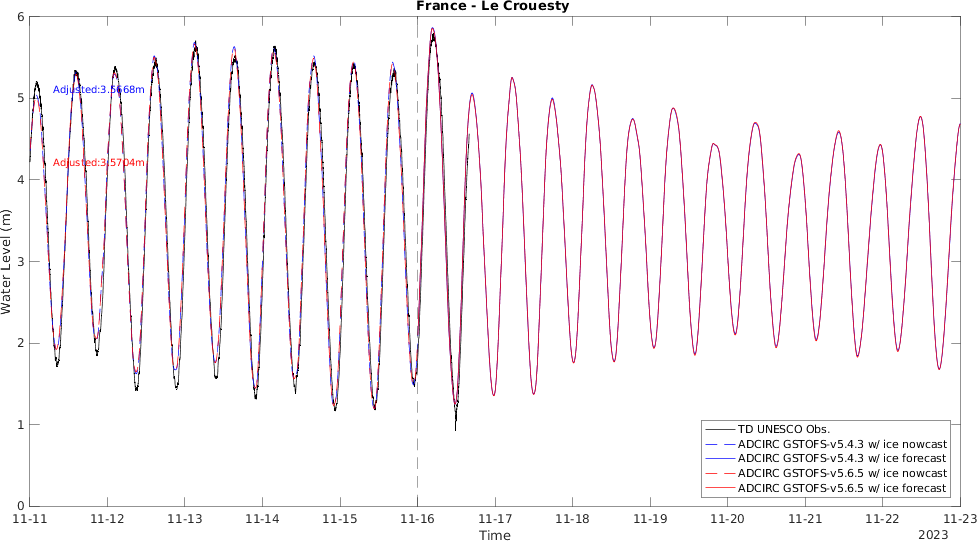 France - Le Crouesty
6
5
4
3
2
1
0
Water Level (m)
Adjusted:3.5668m
Adjusted:3.5704m
TD UNESCO Obs.
ADCIRC GSTOFS-v5.4.3 w/ ice nowcast
ADCIRC GSTOFS-v5.4.3 w/ ice forecast
ADCIRC GSTOFS-v5.6.5 w/ ice nowcast
ADCIRC GSTOFS-v5.6.5 w/ ice forecast
11-11 11-12 11-13 11-14 11-15 11-16 11-17 11-18 11-19 11-20 11-21 11-22 11-23
Time
2023